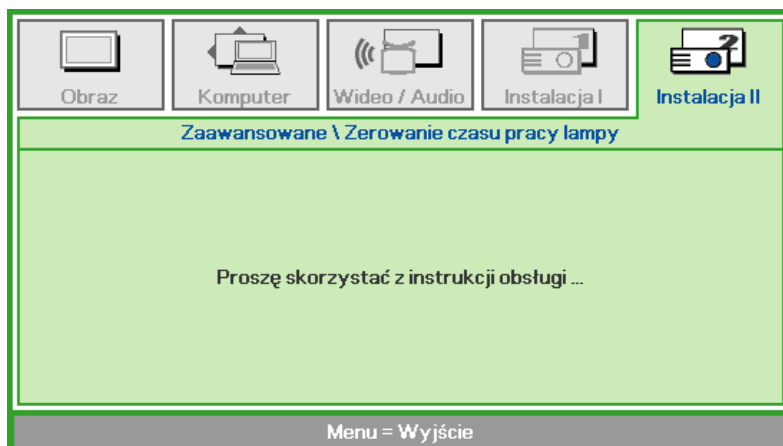 Obraz
Komputer
Wideo / Audio
Instalacja I
Instalacja II
Zaawansowane \ Zerowanie czasu pracy lampy
Proszę skorzystać z instrukcji obsługi ...
Menu = Wyjście